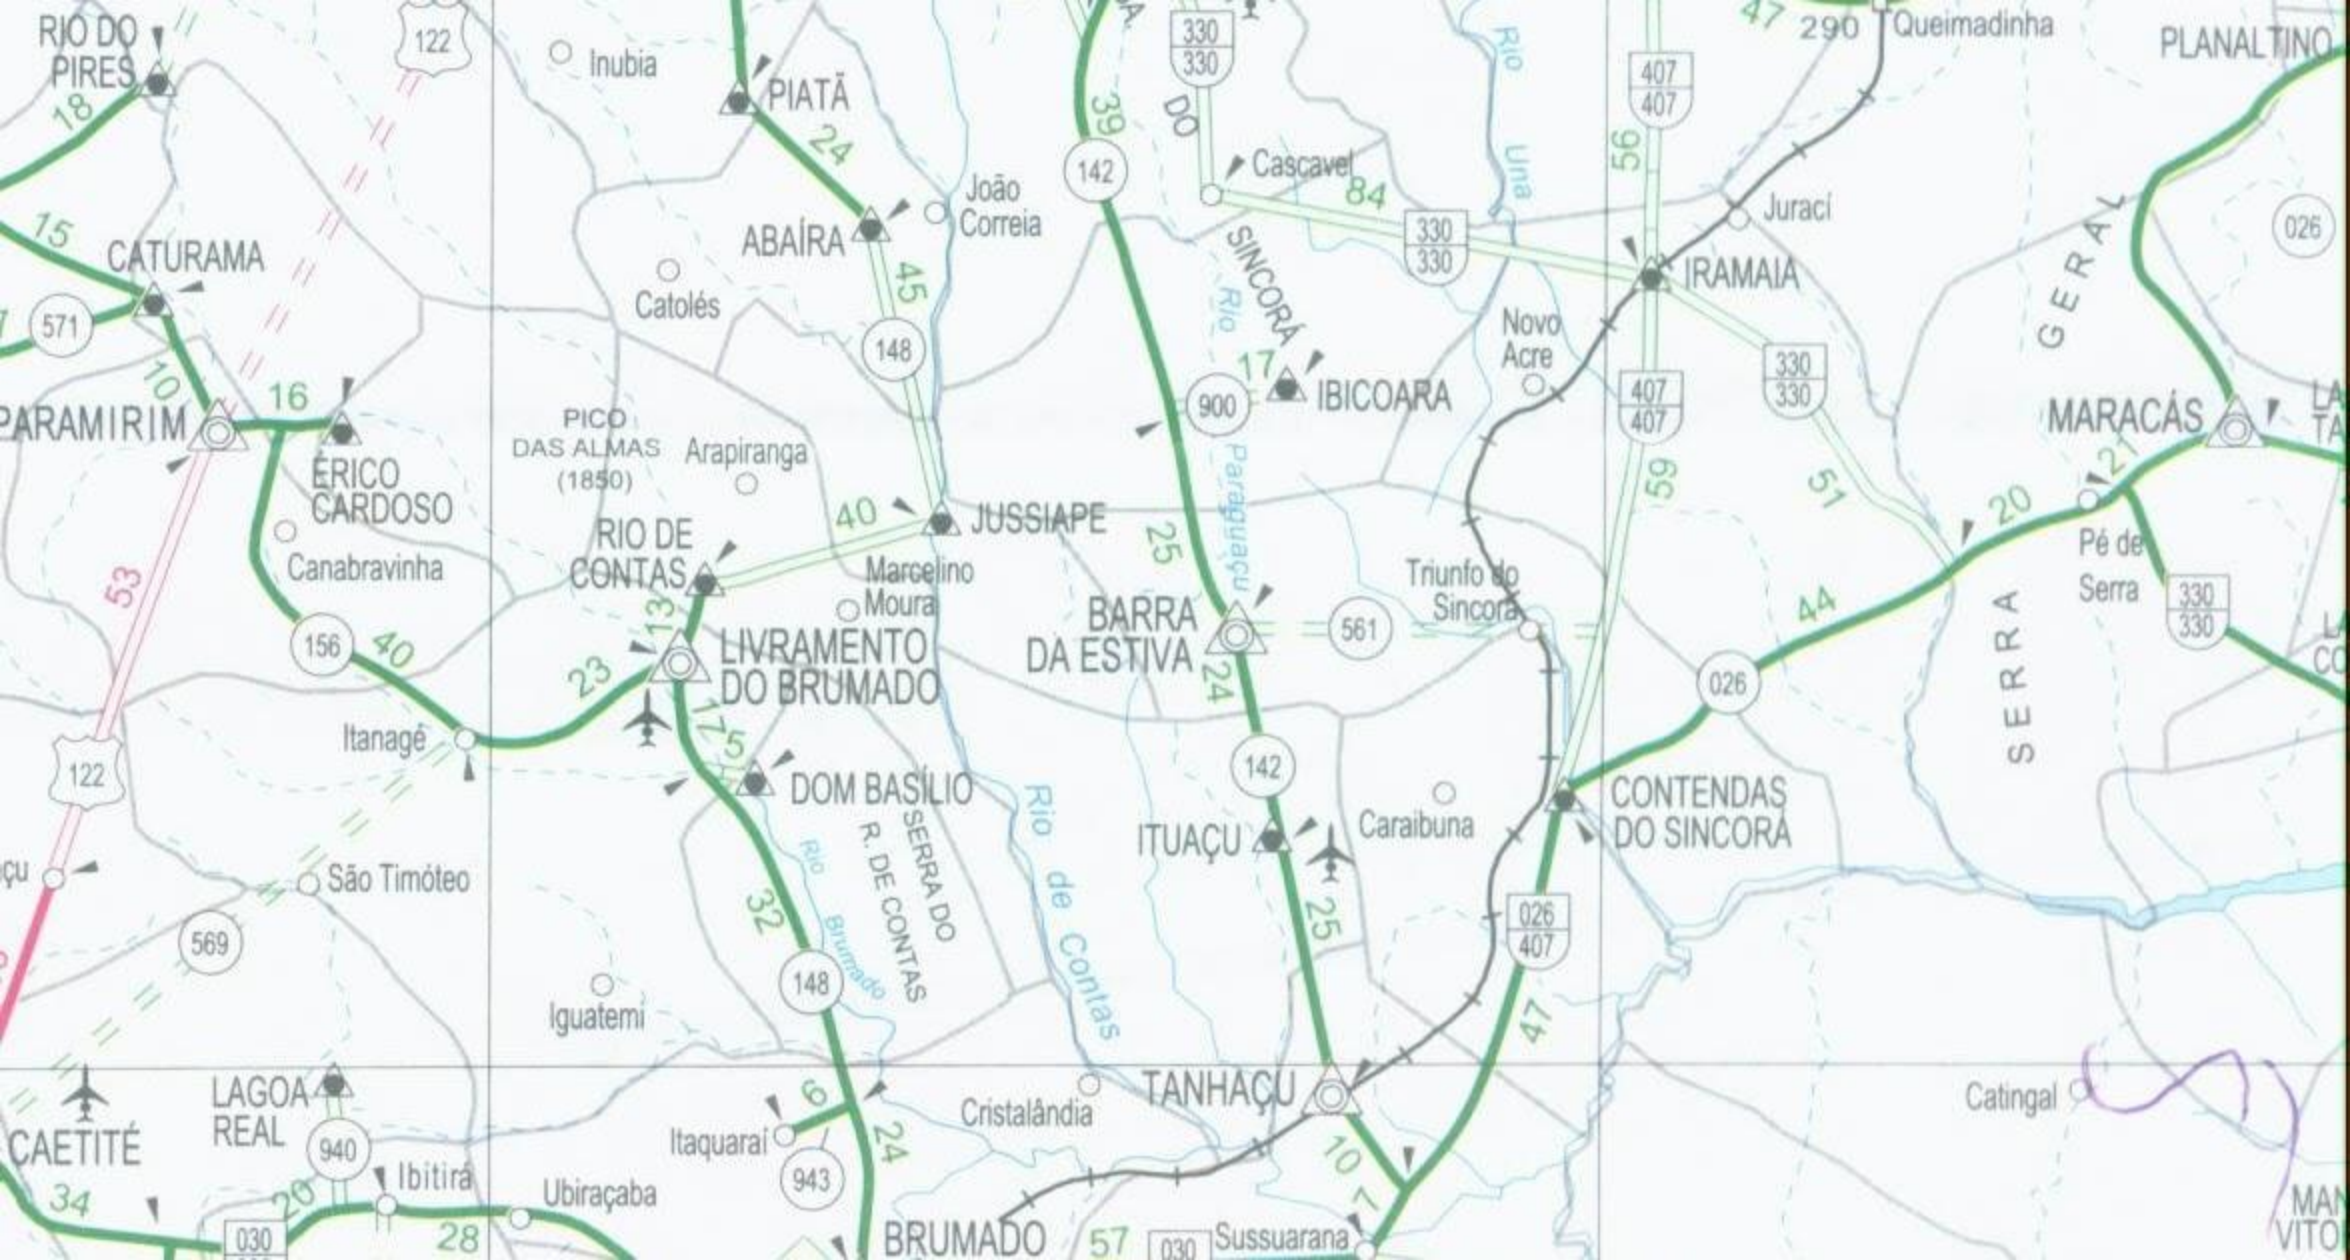 RIO DO
PIRES
18
122
Inubia
PIATÃ
24
39
142
330
330
DO
Cascavel
84
Rio
Una
56
407
407
47
290
Queimadinha
PLANALTINO
026
15
CATURAMA
571
10
16
PARAMIRIM
ÉRICO
CARDOSO
Canabravinha
Catolés
ABAÍRA
João
Correia
45
148
PICO
DAS ALMAS
(1850)
Arapiranga
RIO DE
CONTAS
40
JUSSIAPE
Marcelino
Moura
SINCORÁ
Rio
17
900
IBICOARA
Paraguaçu
25
330
330
Juraci
IRAMAIA
Novo
Acre
407
407
330
330
59
51
GERAL
MARACÁS
21
20
Pé de
Serra
330
330
53
156
40
23
13
LIVRAMENTO
DO BRUMADO
BARRA
DA ESTIVA
561
Triunfo do
Sincorá
44
026
SERRA
24
142
122
Itanagé
17
5
DOM BASÍLIO
São Timóteo
569
32
148
Rio
Brumado
SERRA DO
R. DE CONTAS
Rio de Contas
ITUAÇU
25
Caraibuna
CONTENDAS
DO SINCORÁ
026
407
47
Iguatemi
LAGOA
REAL
940
CAETITÉ
34
030
20
Ibitirá
28
Ubiraçaba
Itaquaraí
6
943
24
BRUMADO
Cristalândia
TANHAÇU
10
7
57
030
Sussuarana
Catingal